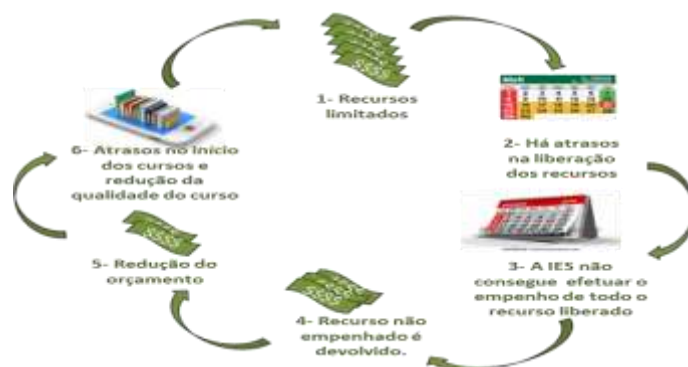 1- Recursos
limitados
2- Há atrasos
na liberação
dos recursos
3- A IES não
consegue efetuar o
empenho de todo o
recurso liberado
4- Recurso não
empenhado é
devolvido.
5- Redução do
orçamento
6- Atrasos no início
dos cursos e
redução da
qualidade do curso